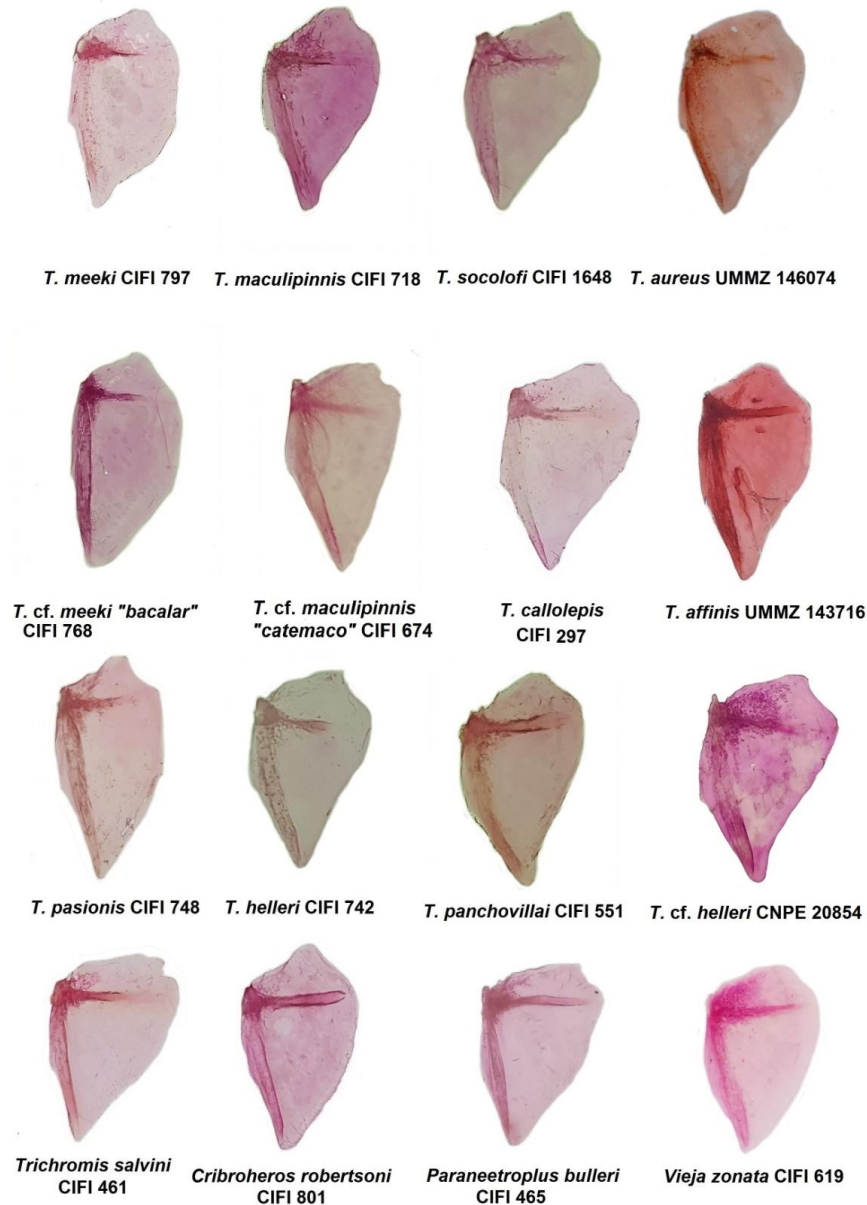 T. meeki CIFI 797
T. maculipinnis CIFI 718
T. socolofi CIFI 1648
T. aureus UMMZ 146074
T. cf. meeki "bacalar"
CIFI 768
T. cf. maculipinnis
"catemaco" CIFI 674
T. callolepis
CIFI 297
T. affinis UMMZ 143716
T. pasionis CIFI 748
T. helleri CIFI 742
T. panchovillai CIFI 551
T. cf. helleri CNPE 20854
Trichromis salvini
CIFI 461
Cribroheros robertsoni
CIFI 801
Paraneetroplus bulleri
CIFI 465
Vieja zonata CIFI 619